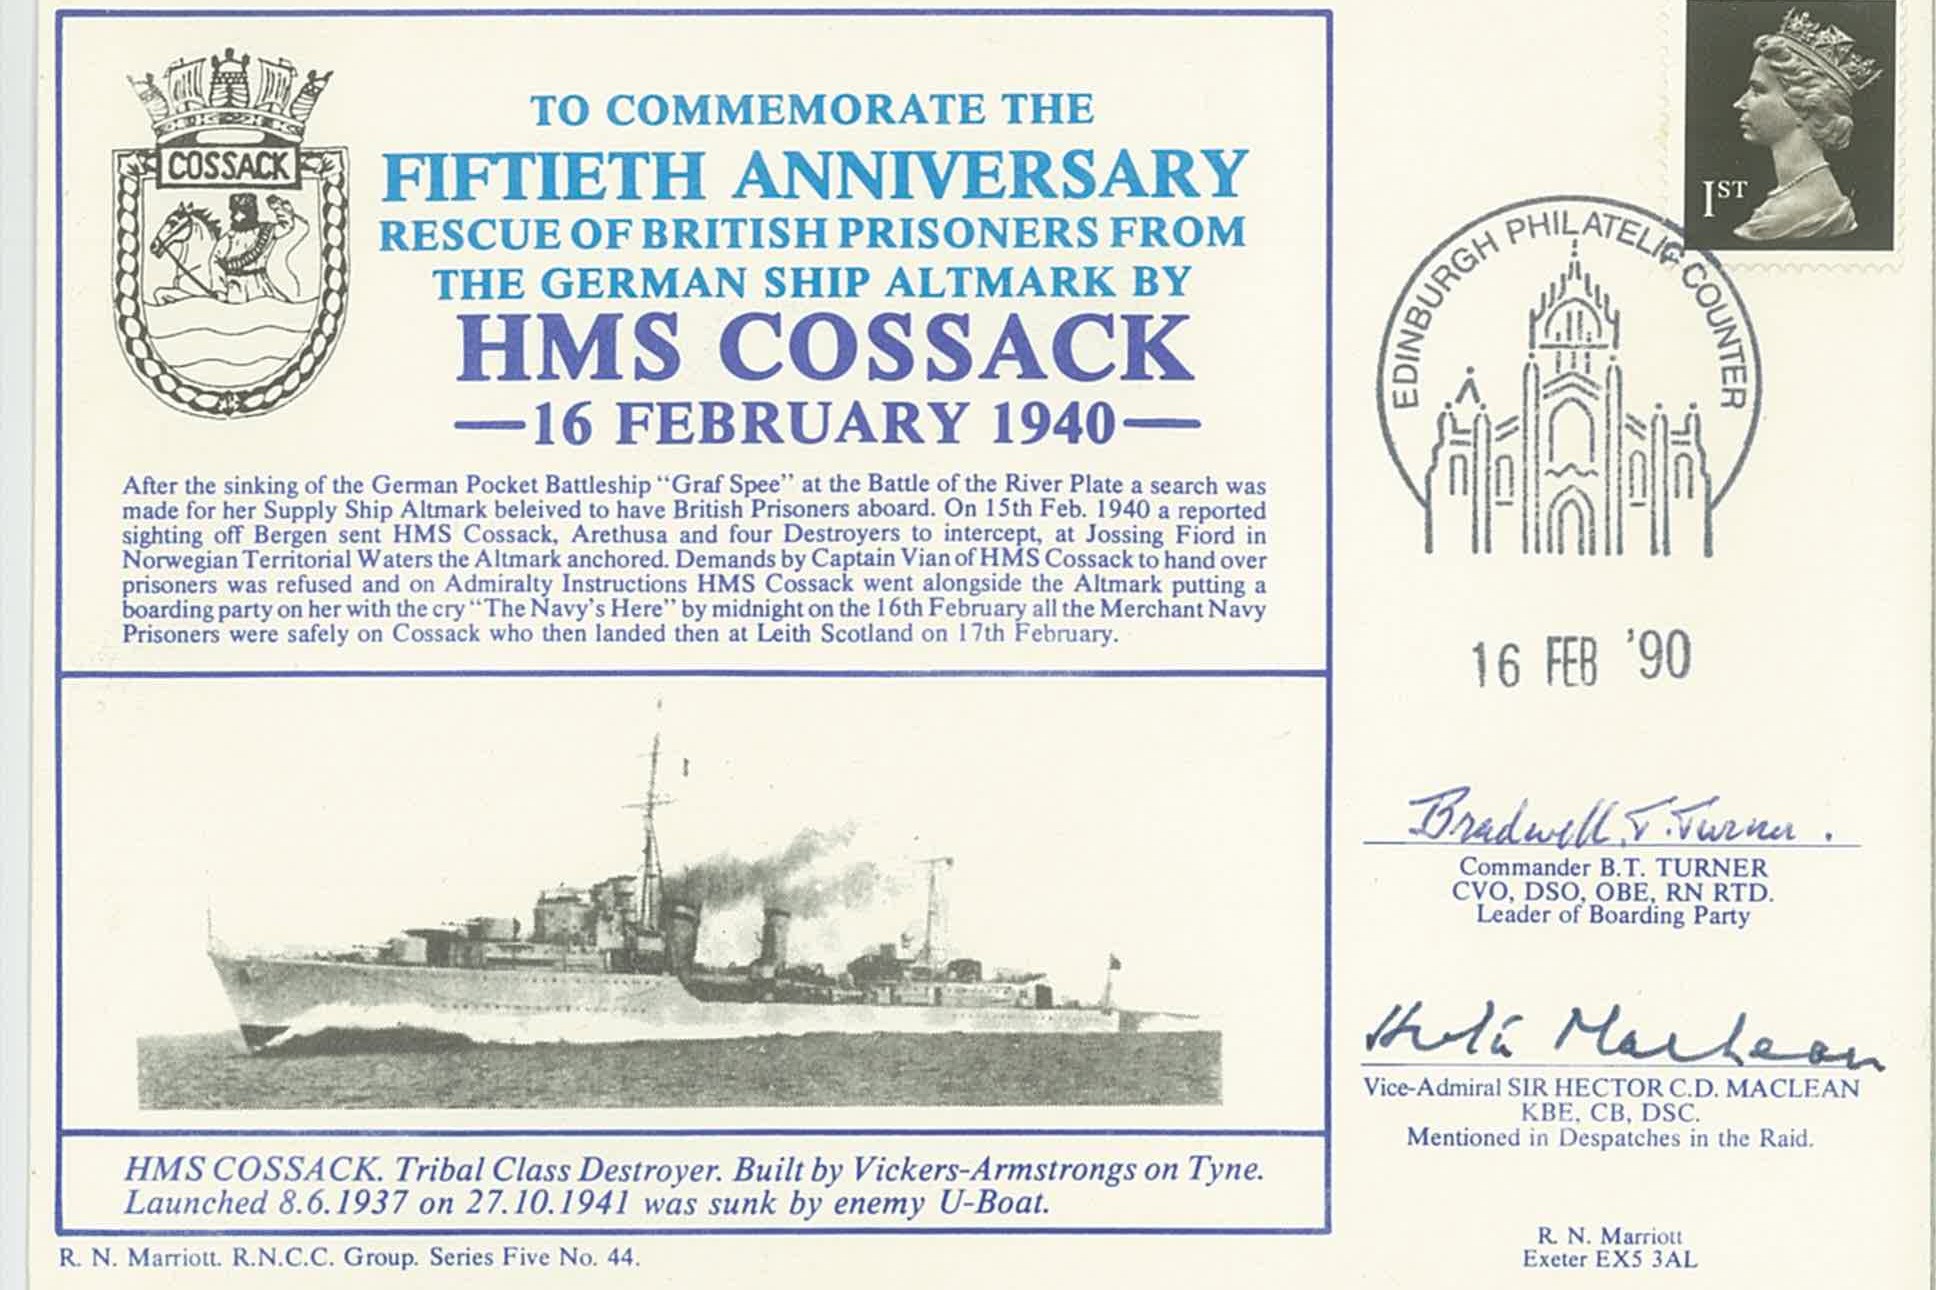 COSSACK
TO COMMEMORATE THE
FIFTIETH ANNIVERSARY
RESCUE OF BRITISH PRISONERS FROM
THE GERMAN SHIP ALTMARK BY
HMS COSSACK
—16 FEBRUARY 1940—
After the sinking of the German Pocket Battleship "Graf Spee" at the Battle of the River Plate a search was
made for her Supply Ship Altmark beleived to have British Prisoners aboard. On 15th Feb. 1940 a reported
sighting off Bergen sent HMS Cossack, Arethusa and four Destroyers to intercept, at Jossing Fiord in
Norwegian Territorial Waters the Altmark anchored. Demands by Captain Vian of HMS Cossack to hand over
prisoners was refused and on Admiralty Instructions HMS Cossack went alongside the Altmark putting a
boarding party on her with the cry "The Navy's Here" by midnight on the 16th February all the Merchant Navy
Prisoners were safely on Cossack who then landed then at Leith Scotland on 17th February.
HMS COSSACK. Tribal Class Destroyer. Built by Vickers-Armstrongs on Tyne.
Launched 8.6.1937 on 27.10.1941 was sunk by enemy U-Boat.
R. N. Marriott. R.N.C.C. Group. Series Five No. 44.
1ST
EDINBURGH PHILATELIC COUNTER
16 FEB '90
Bradwell T. Turner.
Commander B.T. TURNER
CVO, DSO, OBE, RN RTD.
Leader of Boarding Party
Hector MacLean
Vice-Admiral SIR HECTOR C.D. MACLEAN
KBE, CB, DSC.
Mentioned in Despatches in the Raid.
R. N. Marriott
Exeter EX5 3AL